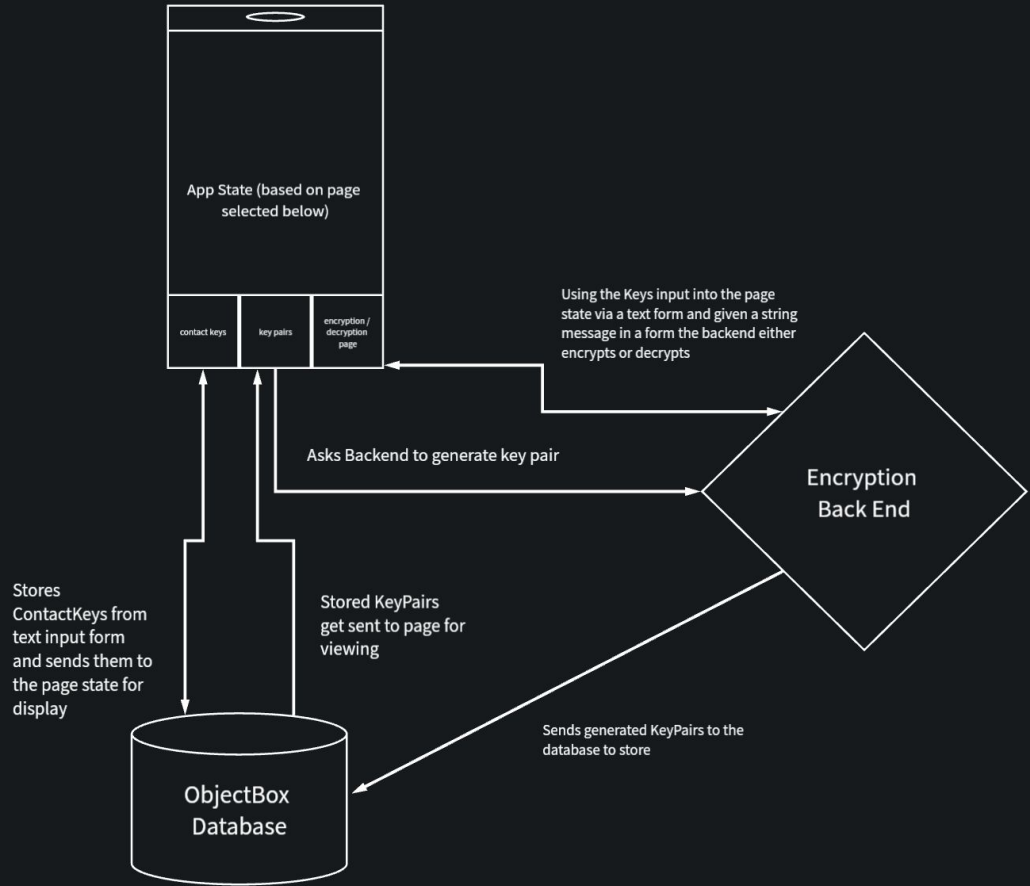 App State (based on page
selected below)
contact keys
key pairs
encryption /
decryption
page
Using the Keys input into the page
state via a text form and given a string
message in a form the backend either
encrypts or decrypts
Asks Backend to generate key pair
Encryption
Back End
Stores
ContactKeys from
text input form
and sends them to
the page state for
display
Stored KeyPairs
get sent to page for
viewing
Sends generated KeyPairs to the
database to store
ObjectBox
Database